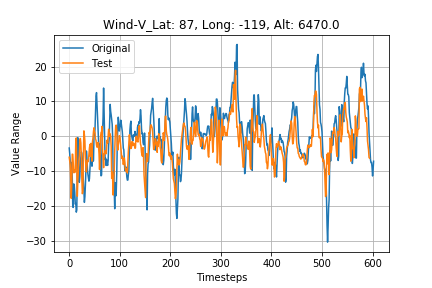 Wind-V_Lat: 87, Long: -119, Alt: 6470.0
Original
Test
Value Range
20
10
0
−10
−20
−30
0 100 200 300 400 500 600
Timesteps